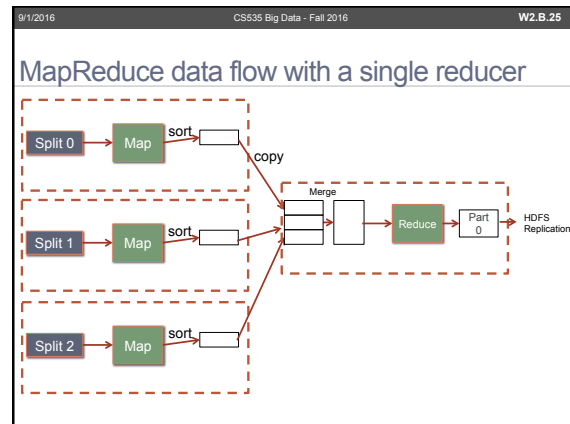 9/1/2016 CS535 Big Data - Fall 2016 W2.B.25
MapReduce data flow with a single reducer
Split 0 Map sort
copy
Merge
Split 1 Map sort
Reduce
Part
0
HDFS
Replication
Split 2 Map sort